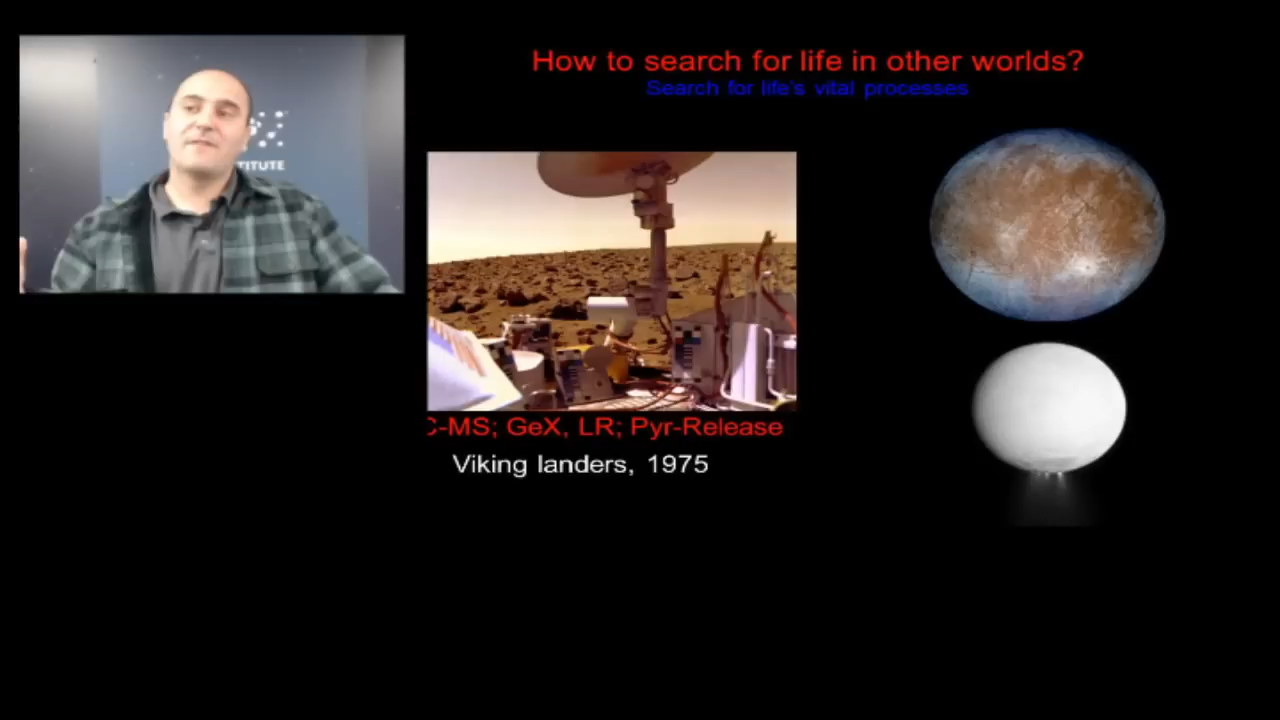 How to search for life in other worlds?
Search for life's vital processes
TITUTE
C-MS; GeX, LR; Pyr-Release
Viking landers, 1975